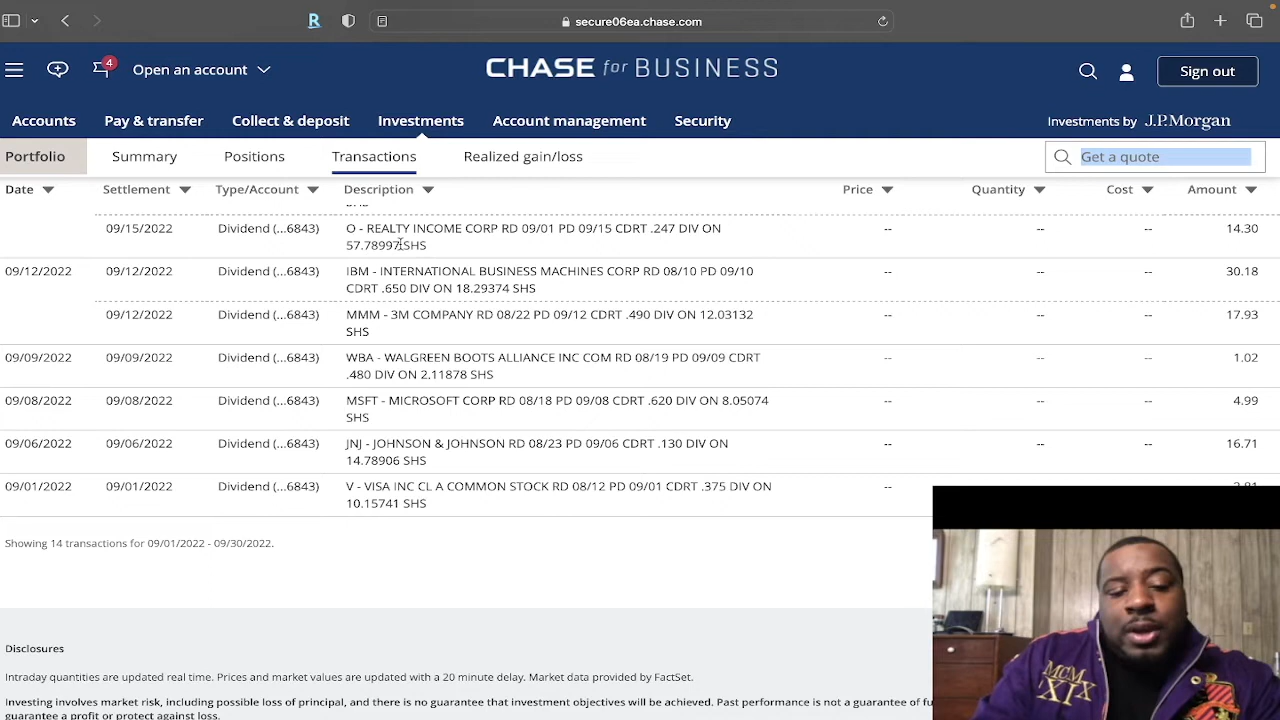 secure06ea.chase.com
4
Open an account
CHASE for BUSINESS
Sign out
Accounts
Pay & transfer
Collect & deposit
Investments
Account management
Security
Investments by J.P.Morgan
Portfolio
Summary
Positions
Transactions
Realized gain/loss
Get a quote
Date
Settlement
Type/Account
Description
Price
Quantity
Cost
Amount
09/15/2022 Dividend (...6843) O - REALTY INCOME CORP RD 09/01 PD 09/15 CDRT .247 DIV ON -- -- -- 14.30
57.78997 SHS
09/12/2022 09/12/2022 Dividend (...6843) IBM - INTERNATIONAL BUSINESS MACHINES CORP RD 08/10 PD 09/10 -- -- -- 30.18
CDRT .650 DIV ON 18.29374 SHS
09/12/2022 Dividend (...6843) MMM - 3M COMPANY RD 08/22 PD 09/12 CDRT .490 DIV ON 12.03132 -- -- -- 17.93
SHS
09/09/2022 09/09/2022 Dividend (...6843) WBA - WALGREEN BOOTS ALLIANCE INC COM RD 08/19 PD 09/09 CDRT -- -- -- 1.02
.480 DIV ON 2.11878 SHS
09/08/2022 09/08/2022 Dividend (...6843) MSFT - MICROSOFT CORP RD 08/18 PD 09/08 CDRT .620 DIV ON 8.05074 -- -- -- 4.99
SHS
09/06/2022 09/06/2022 Dividend (...6843) JNJ - JOHNSON & JOHNSON RD 08/23 PD 09/06 CDRT .130 DIV ON -- -- -- 16.71
14.78906 SHS
09/01/2022 09/01/2022 Dividend (...6843) V - VISA INC CL A COMMON STOCK RD 08/12 PD 09/01 CDRT .375 DIV ON -- -- --
10.15741 SHS
Showing 14 transactions for 09/01/2022 - 09/30/2022.
Disclosures
Intraday quantities are updated real time. Prices and market values are updated with a 20 minute delay. Market data provided by FactSet.
Investing involves market risk, including possible loss of principal, and there is no guarantee that investment objectives will be achieved. Past performance is not a guarantee of
guarantee a profit or protect against loss.
MCM
XIX